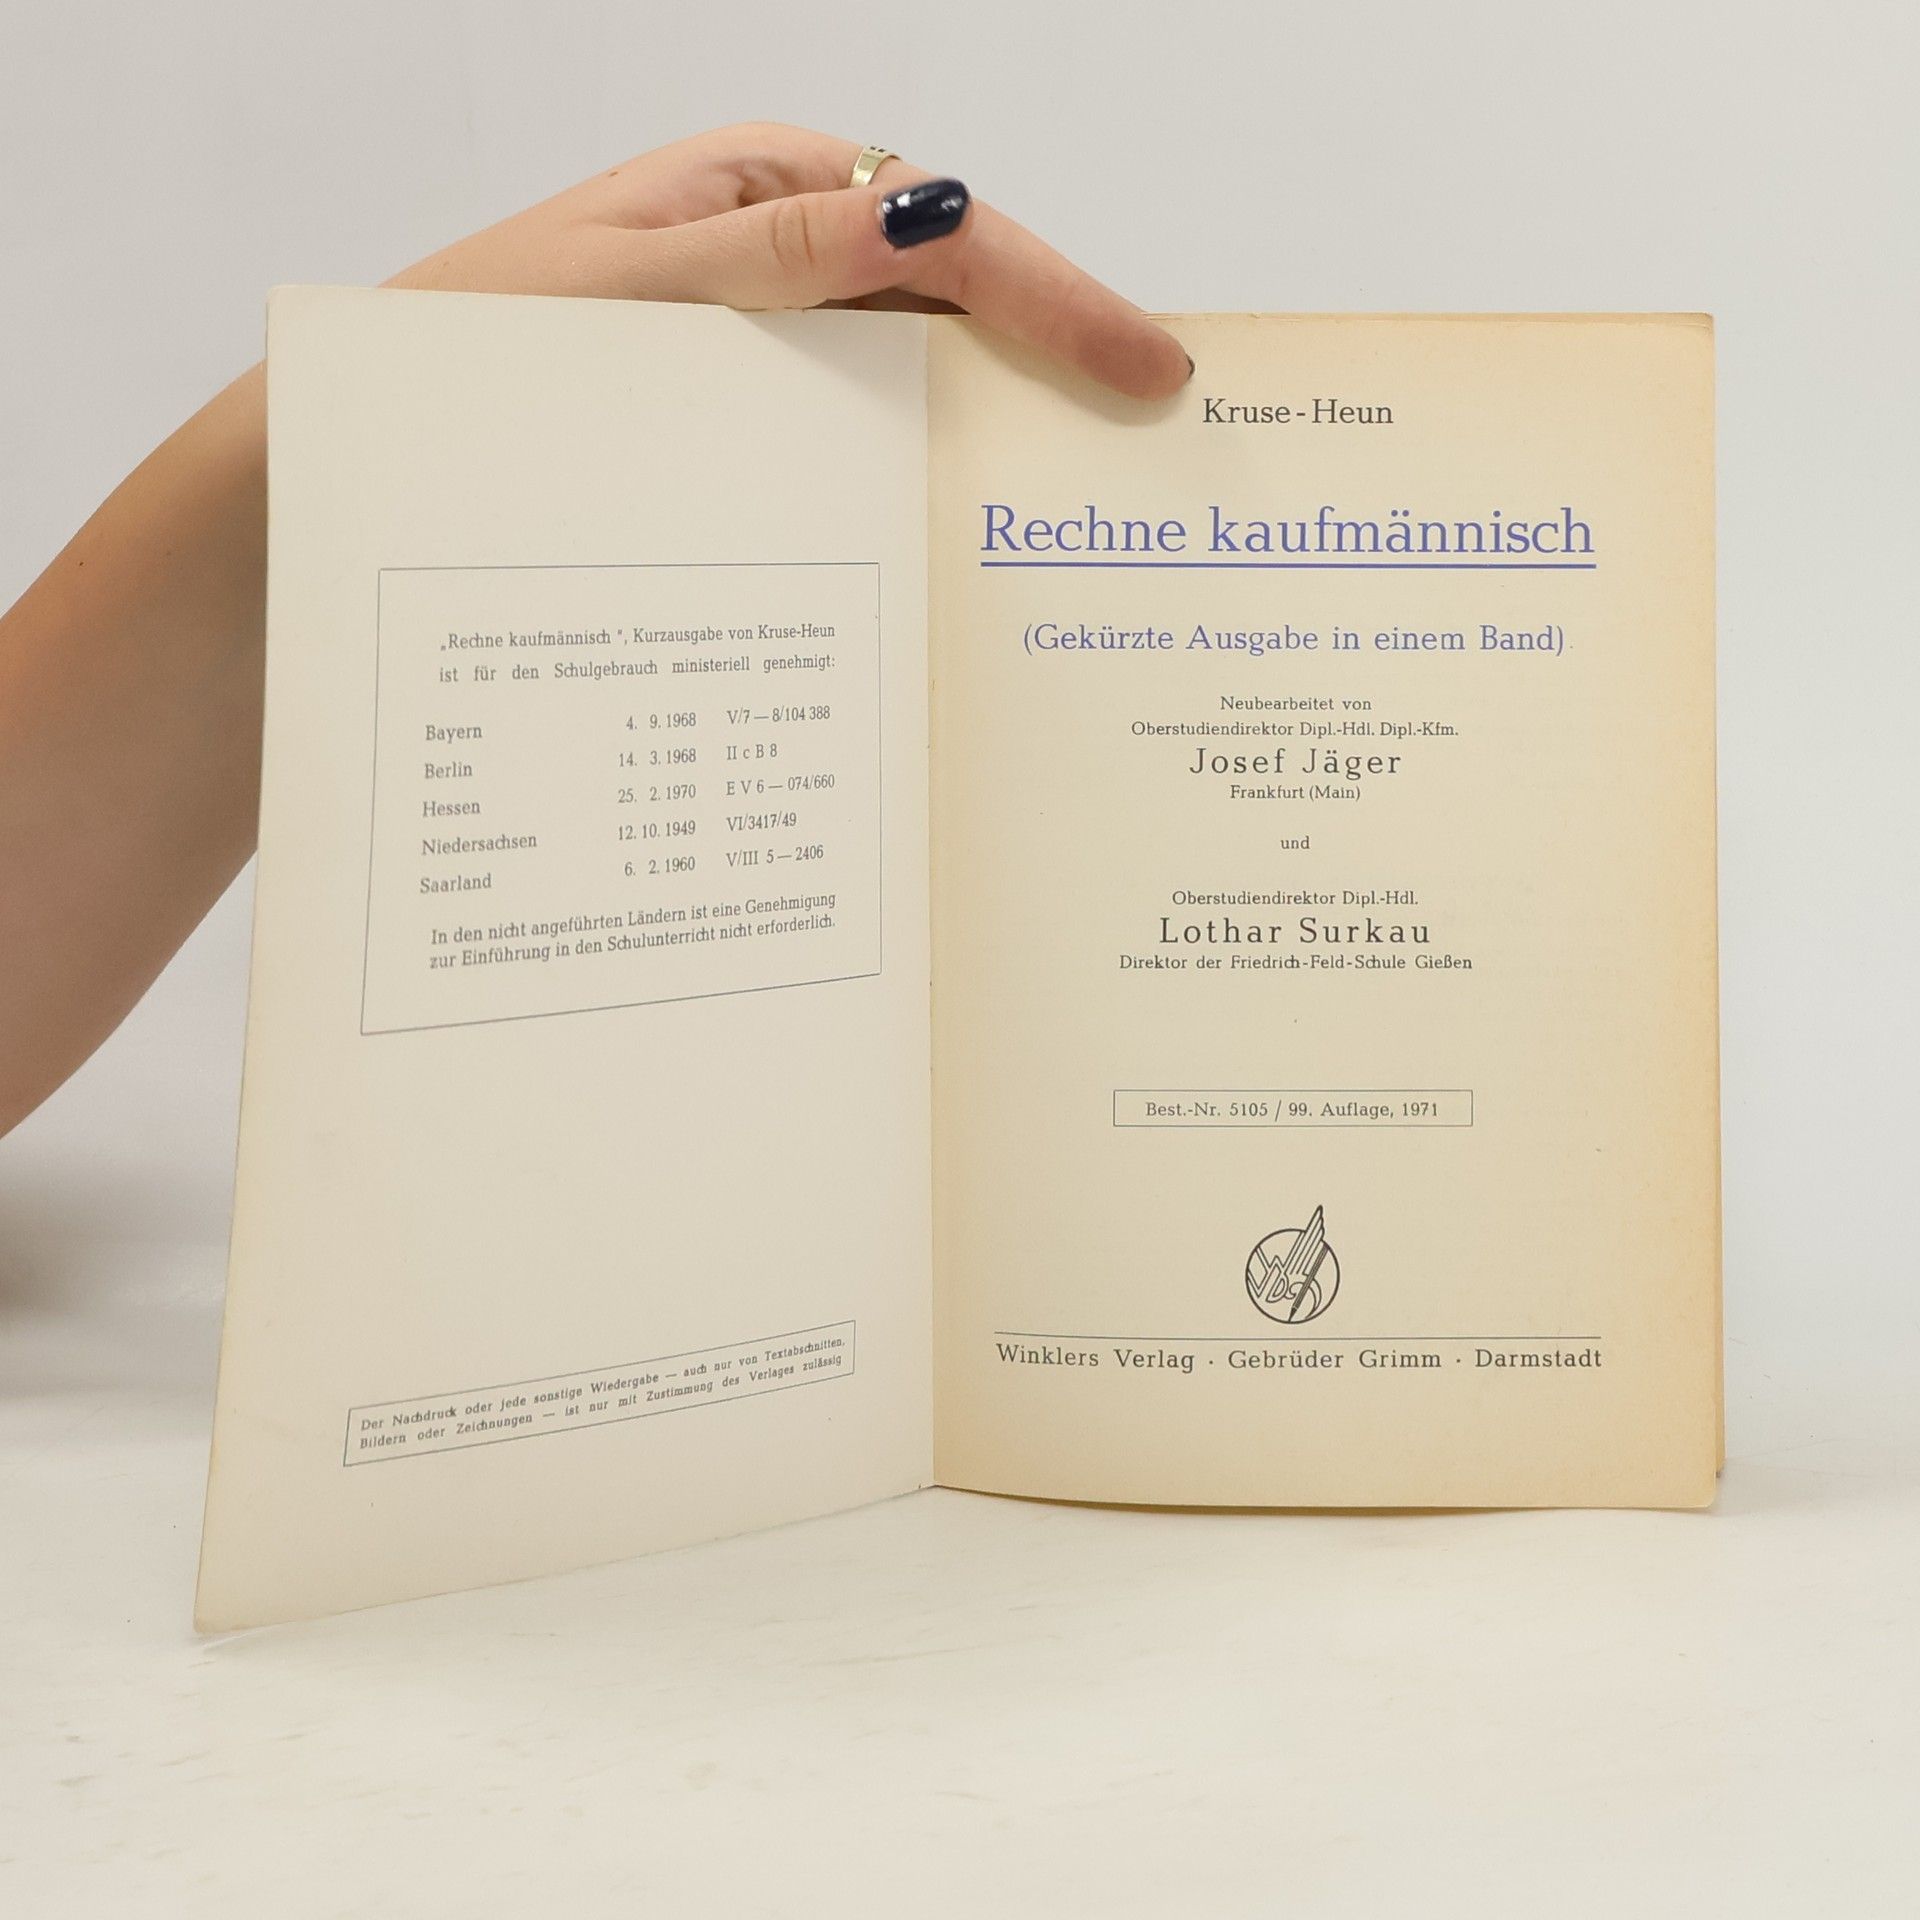 „Rechne kaufmännisch“, Kurzausgabe von Kruse-Heun
ist für den Schulgebrauch ministeriell genehmigt:
Bayern 4. 9. 1968 V/7 — 8/104 388
Berlin 14. 3. 1968 II c B 8
Hessen 25. 2. 1970 E V 6 — 074/660
Niedersachsen 12. 10. 1949 VI/3417/49
Saarland 6. 2. 1960 V/III 5 — 2406
In den nicht angeführten Ländern ist eine Genehmigung
zur Einführung in den Schulunterricht nicht erforderlich.
Der Nachdruck oder jede sonstige Wiedergabe — auch nur von Textabschnitten,
Bildern oder Zeichnungen — ist nur mit Zustimmung des Verlages zulässig
Kruse-Heun
Rechne kaufmännisch
(Gekürzte Ausgabe in einem Band).
Neubearbeitet von
Oberstudiendirektor Dipl.-Hdl. Dipl.-Kfm.
Josef Jäger
Frankfurt (Main)
und
Oberstudiendirektor Dipl.-Hdl.
Lothar Surkau
Direktor der Friedrich-Feld-Schule Gießen
Best.-Nr. 5105 / 99. Auflage, 1971
Winklers Verlag · Gebrüder Grimm · Darmstadt